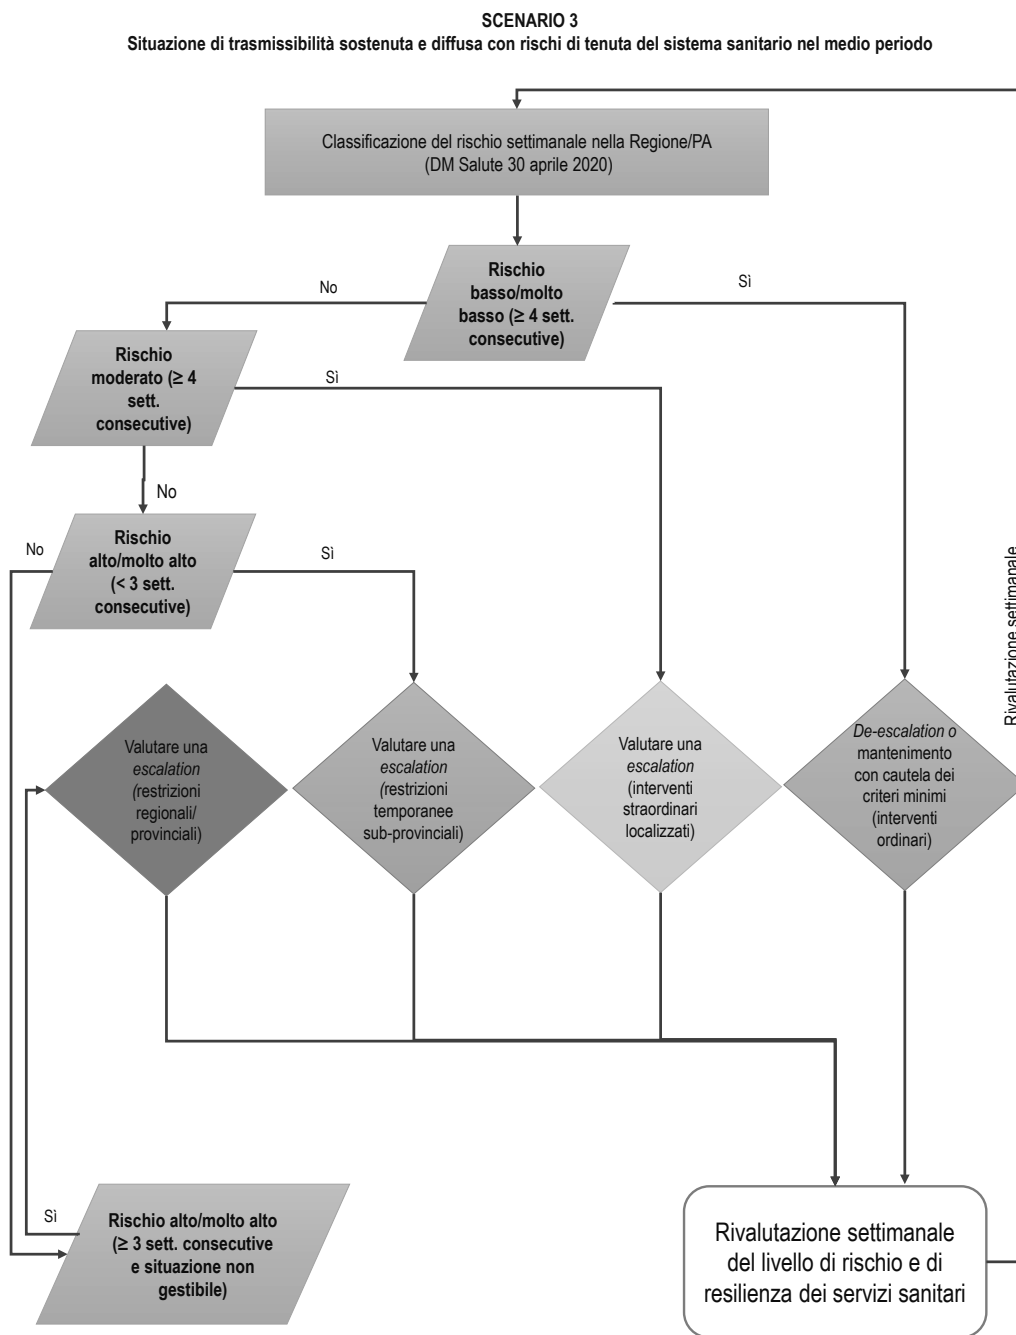 SCENARIO 3
Situazione di trasmissibilità sostenuta e diffusa con rischi di tenuta del sistema sanitario nel medio periodo
Classificazione del rischio settimanale nella Regione/PA
(DM Salute 30 aprile 2020)
Rischio
basso/molto
basso (≥ 4 sett.
consecutive)
No
Sì
Rischio
moderato (≥ 4
sett.
consecutive)
Sì
No
Rischio
alto/molto alto
(< 3 sett.
consecutive)
No
Sì
Rivalutazione settimanale
Valutare una
escalation
(restrizioni
regionali/
provinciali)
Valutare una
escalation
(restrizioni
temporanee
sub-provinciali)
Valutare una
escalation
(interventi
straordinari
localizzati)
De-escalation o
mantenimento
con cautela dei
criteri minimi
(interventi
ordinari)
Sì
Rischio alto/molto alto
(≥ 3 sett. consecutive
e situazione non
gestibile)
Rivalutazione settimanale
del livello di rischio e di
resilienza dei servizi sanitari